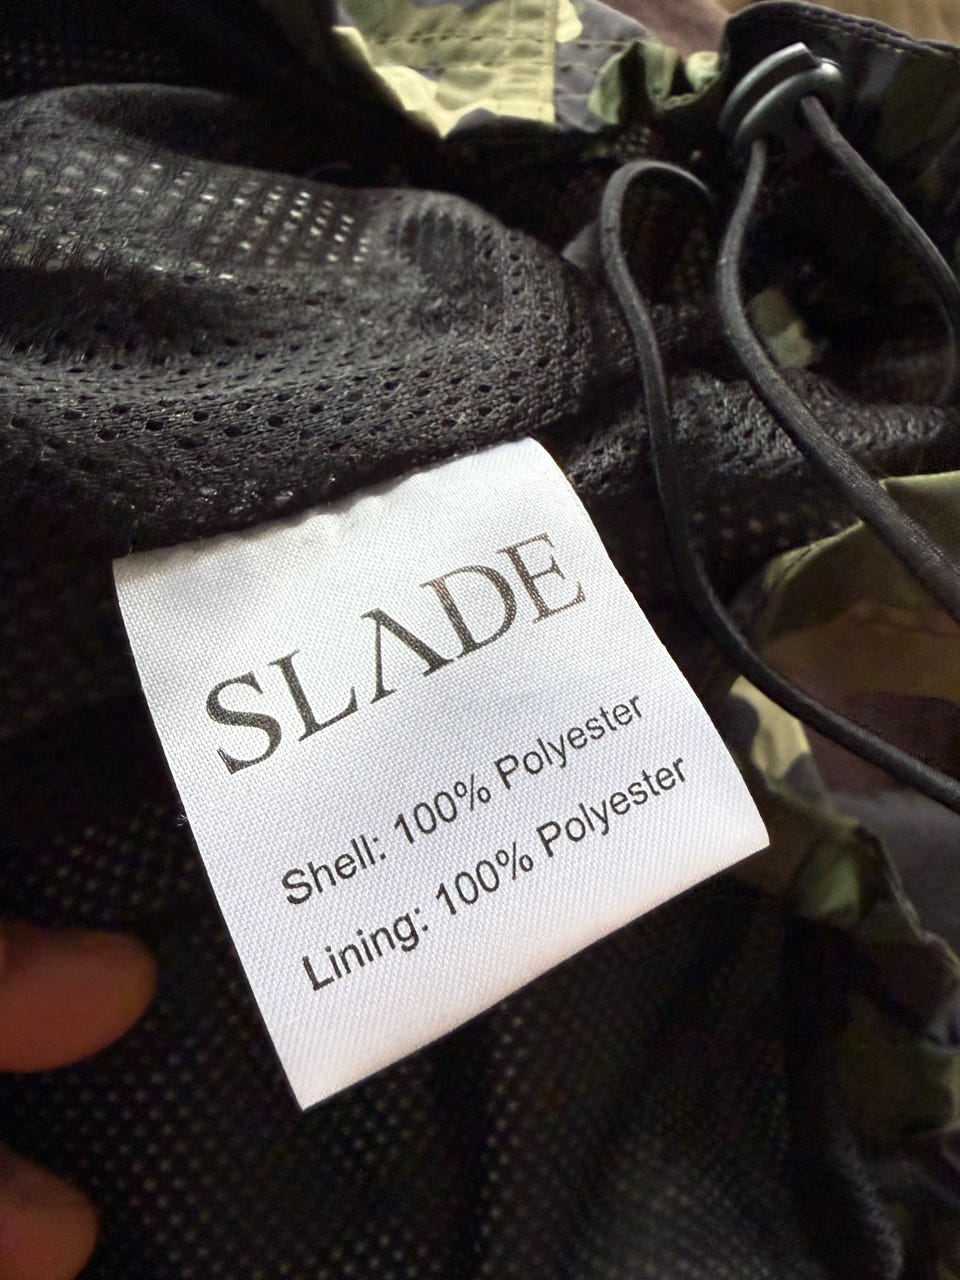 SLADE
Shell: 100% Polyester
Lining: 100% Polyester